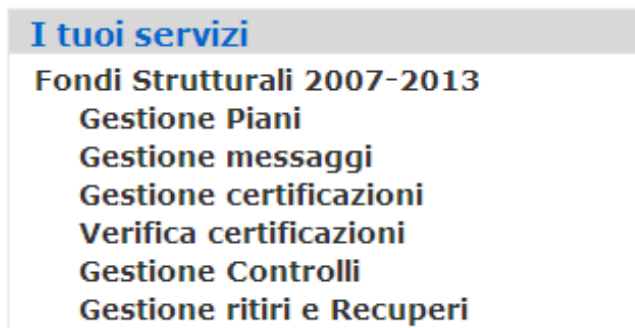 I tuoi servizi
Fondi Strutturali 2007-2013
Gestione Piani
Gestione messaggi
Gestione certificazioni
Verifica certificazioni
Gestione Controlli
Gestione ritiri e Recuperi